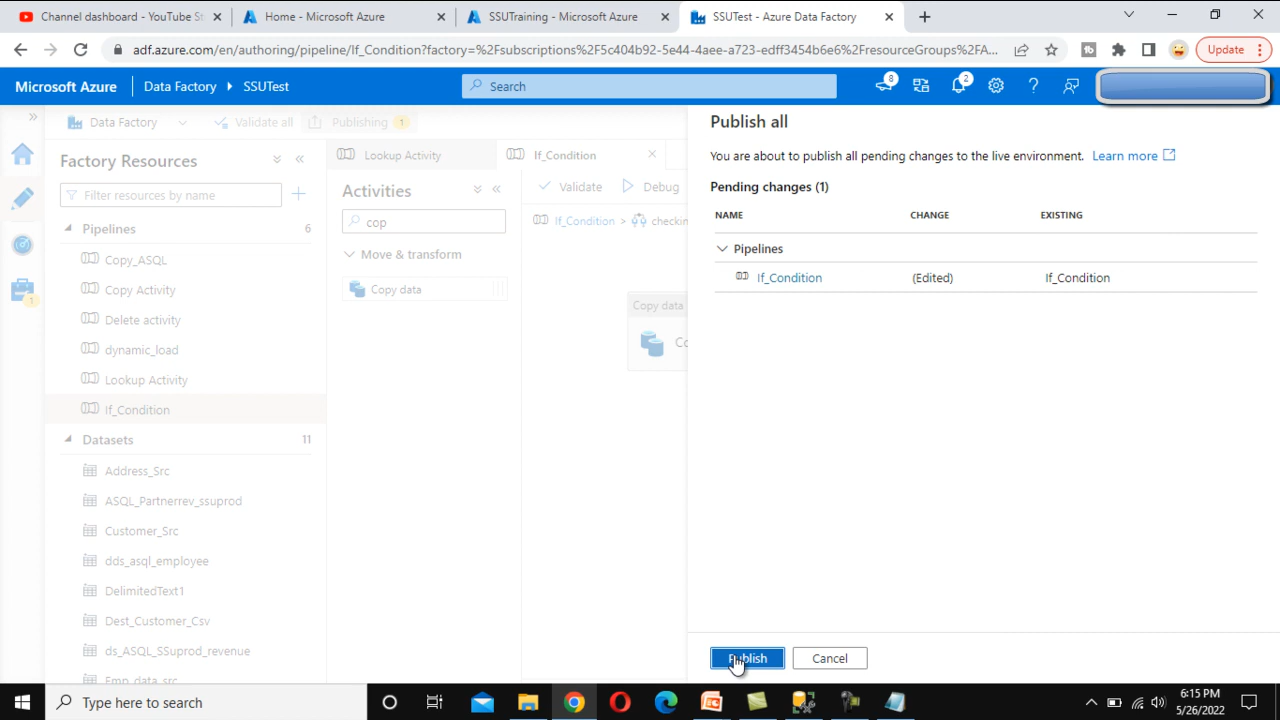 Channel dashboard - YouTube St
Home - Microsoft Azure
SSUTraining - Microsoft Azure
SSUTest - Azure Data Factory
adf.azure.com/en/authoring/pipeline/If_Condition?factory=%2Fsubscriptions%2F5c404b92-5e44-4aee-a723-edff3454b6e6%2FresourceGroups%2FA...
Update
Microsoft Azure
Data Factory
SSUTest
Search
8
2
Data Factory
Validate all
Publishing
1
Factory Resources
Filter resources by name
Pipelines
6
Copy_ASQL
Copy Activity
Delete activity
dynamic_load
Lookup Activity
If_Condition
Datasets
11
Address_Src
ASQL_Partnerrev_ssuprod
Customer_Src
dds_asql_employee
DelimitedText1
Dest_Customer_Csv
ds_ASQL_SSuprod_revenue
Emp_data_src
1
Lookup Activity
If_Condition
Activities
cop
Move & transform
Copy data
Validate
Debug
If_Condition > checkin
Copy data
Co
Publish all
You are about to publish all pending changes to the live environment. Learn more
Pending changes (1)
NAME CHANGE EXISTING
Pipelines
If_Condition (Edited) If_Condition
Publish
Cancel
Type here to search
6:15 PM
5/26/2022